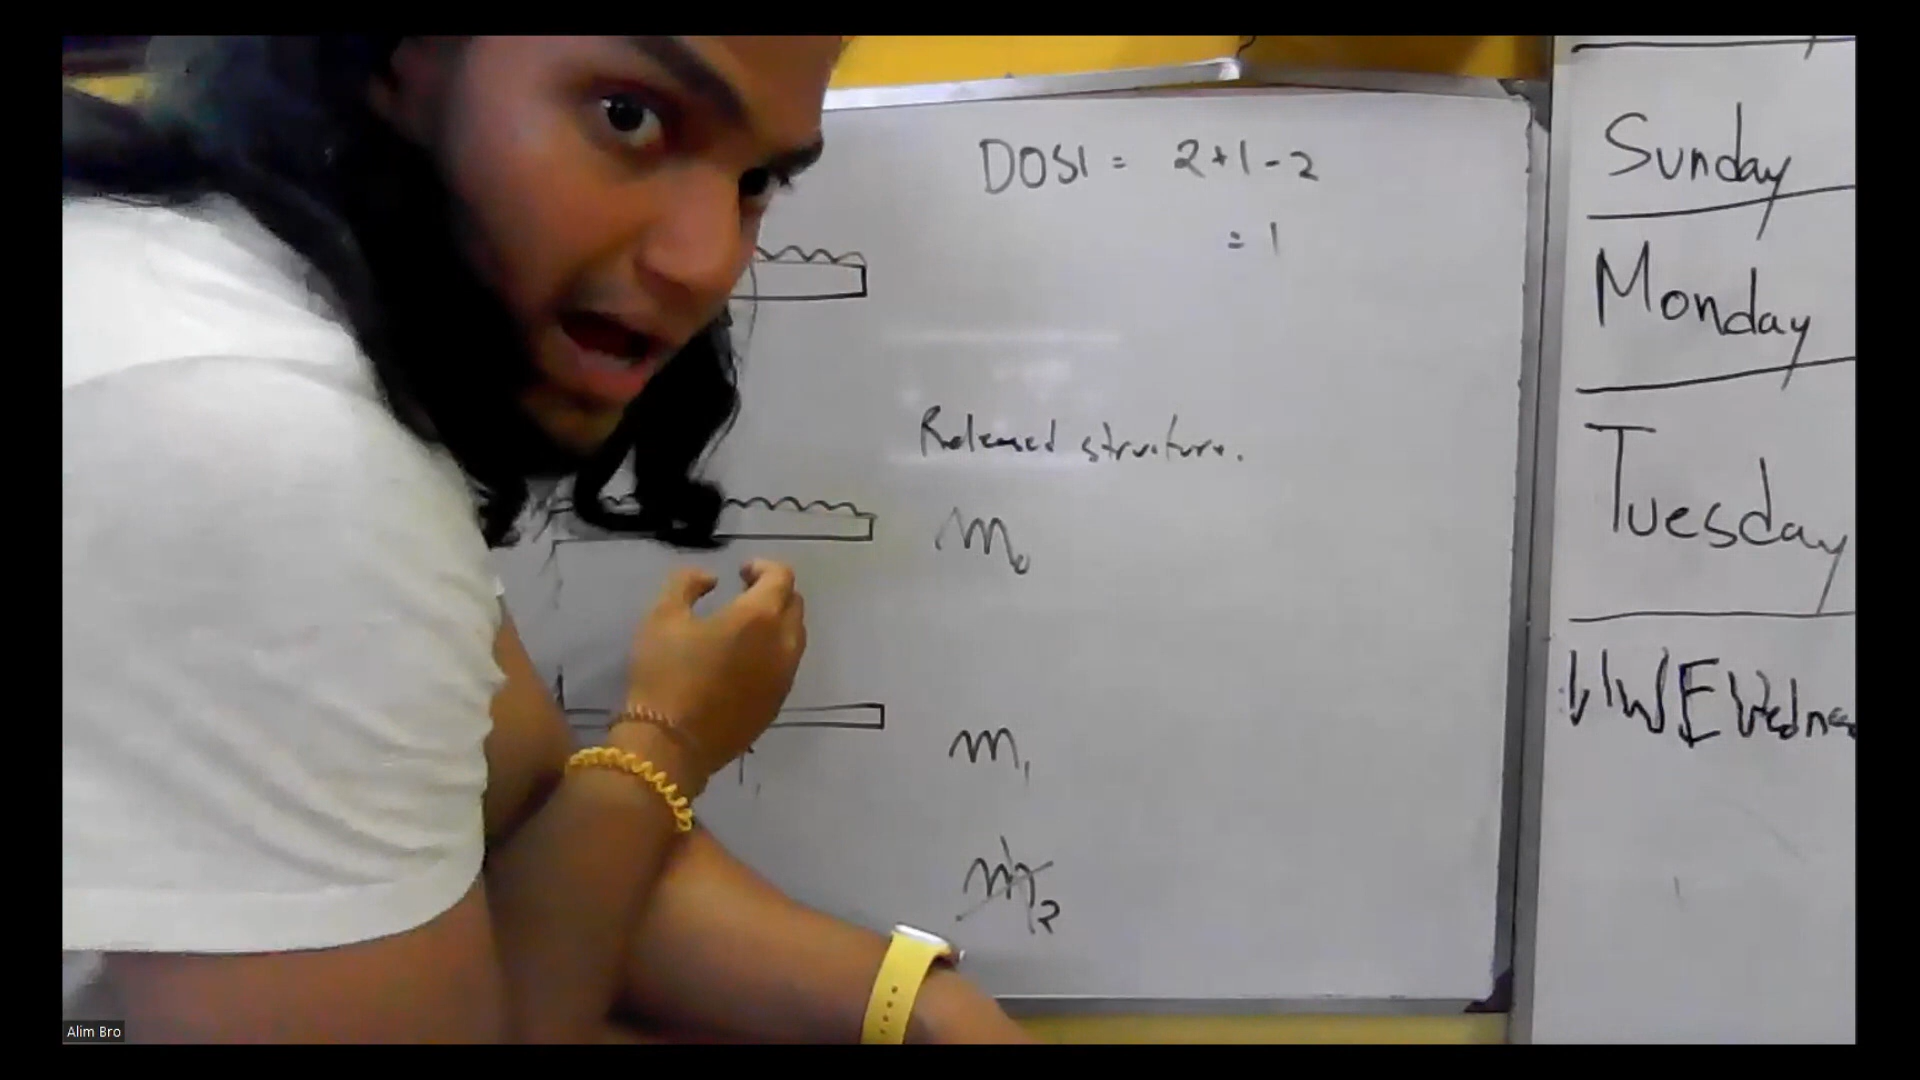 DOSI = 2+1-2
= 1
Released structure.
m₀
m₁
m₂
Sunday
Monday
Tuesday
Alim Bro